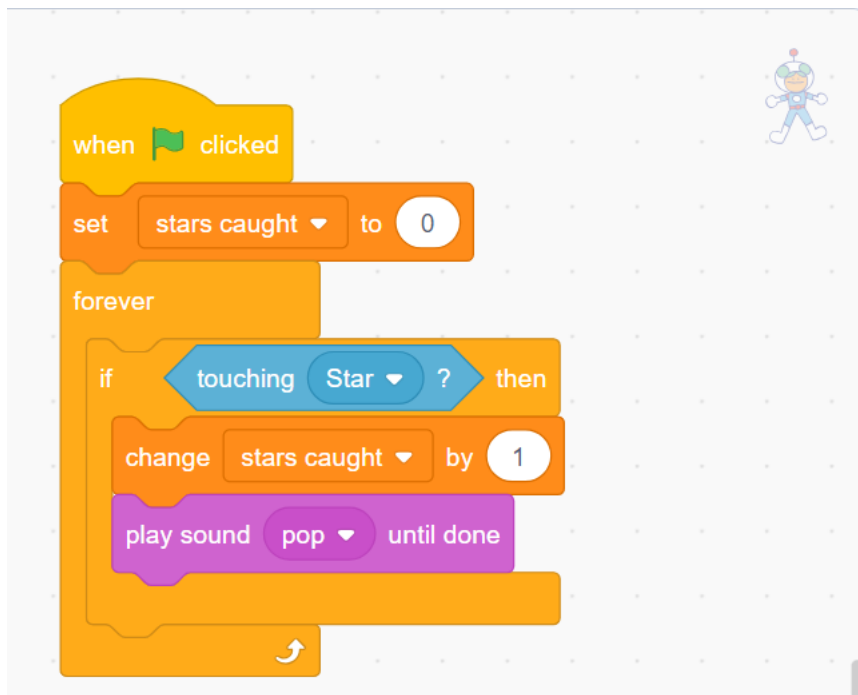 when clicked
set stars caught to 0
forever
if touching Star ? then
change stars caught by 1
play sound pop until done